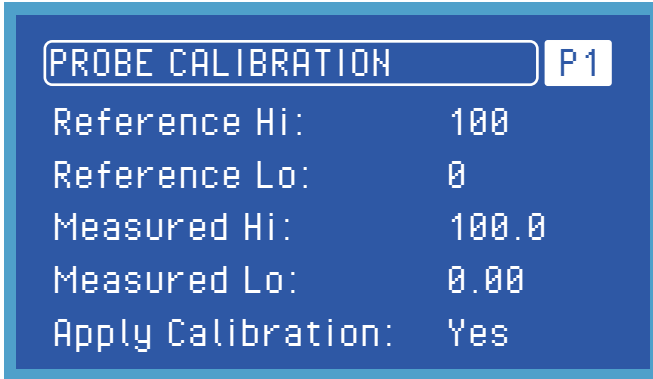 PROBE CALIBRATION P1
Reference Hi: 100
Reference Lo: 0
Measured Hi: 100.0
Measured Lo: 0.00
Apply Calibration: Yes